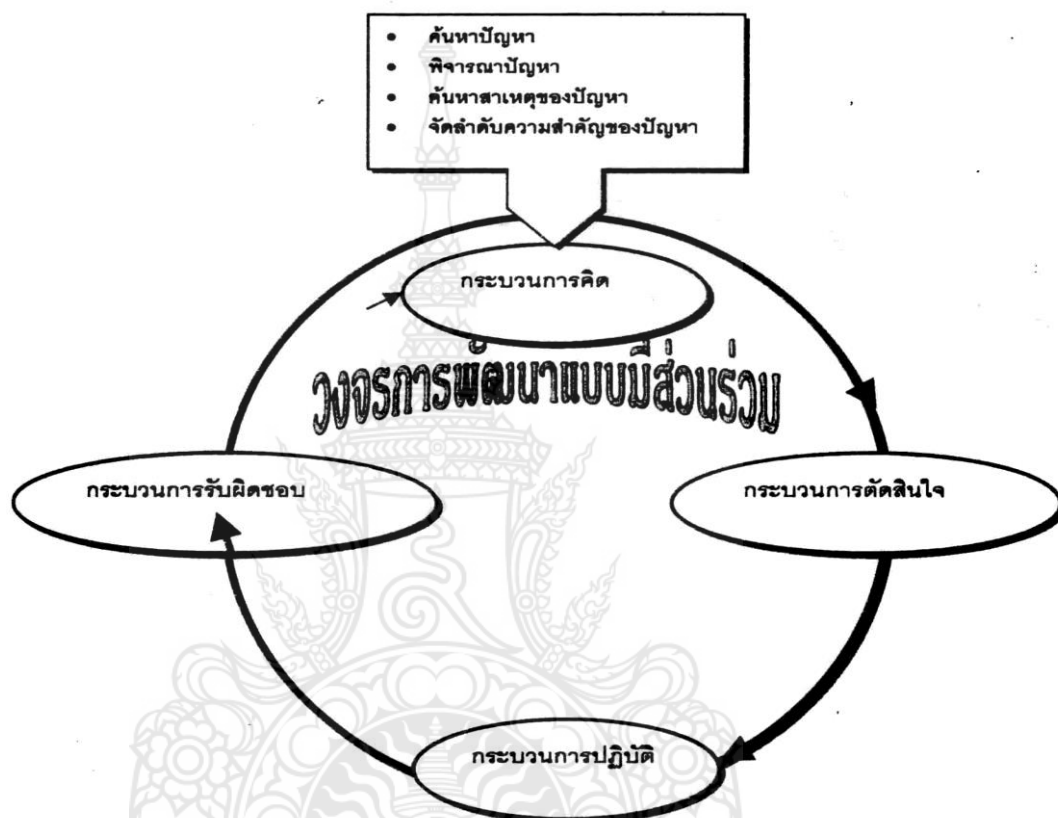 • ค้นหาปัญหา
• พิจารณาปัญหา
• ค้นหาสาเหตุของปัญหา
• จัดลำดับความสำคัญของปัญหา
กระบวนการคิด
วงจรการพัฒนาแบบมีส่วนร่วม
กระบวนการรับผิดชอบ
กระบวนการตัดสินใจ
กระบวนการปฏิบัติ